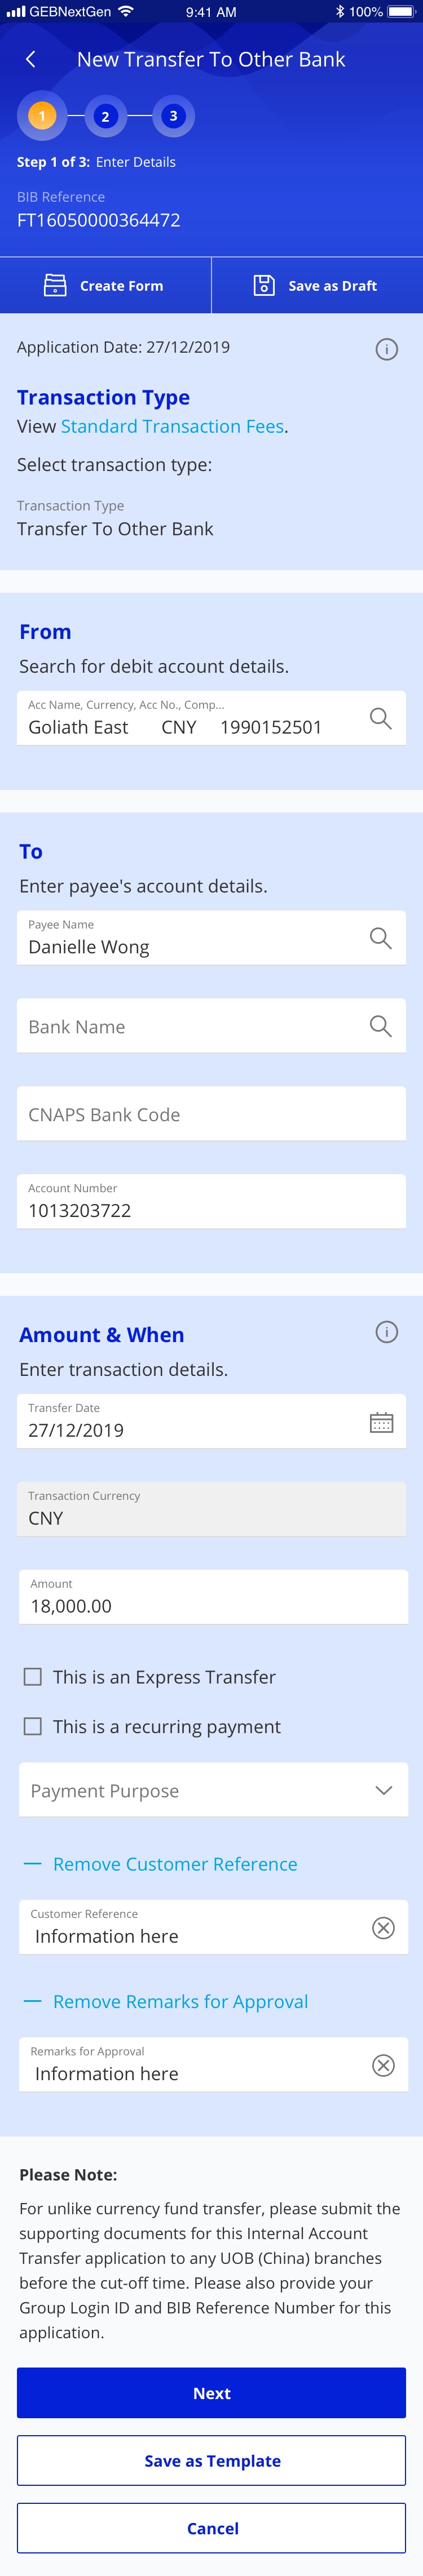 GEBNextGen 9:41 AM 100%
New Transfer To Other Bank
1 2 3
Step 1 of 3: Enter Details
BIB Reference
FT16050000364472
Create Form Save as Draft
Application Date: 27/12/2019
Transaction Type
View Standard Transaction Fees.
Select transaction type:
Transaction Type
Transfer To Other Bank
From
Search for debit account details.
Acc Name, Currency, Acc No., Comp...
Goliath East CNY 1990152501
To
Enter payee's account details.
Payee Name
Danielle Wong
Bank Name
CNAPS Bank Code
Account Number
1013203722
Amount & When
Enter transaction details.
Transfer Date
27/12/2019
Transaction Currency
CNY
Amount
18,000.00
This is an Express Transfer
This is a recurring payment
Payment Purpose
Remove Customer Reference
Customer Reference
Information here
Remove Remarks for Approval
Remarks for Approval
Information here
Please Note:
For unlike currency fund transfer, please submit the
supporting documents for this Internal Account
Transfer application to any UOB (China) branches
before the cut-off time. Please also provide your
Group Login ID and BIB Reference Number for this
application.
Next
Save as Template
Cancel